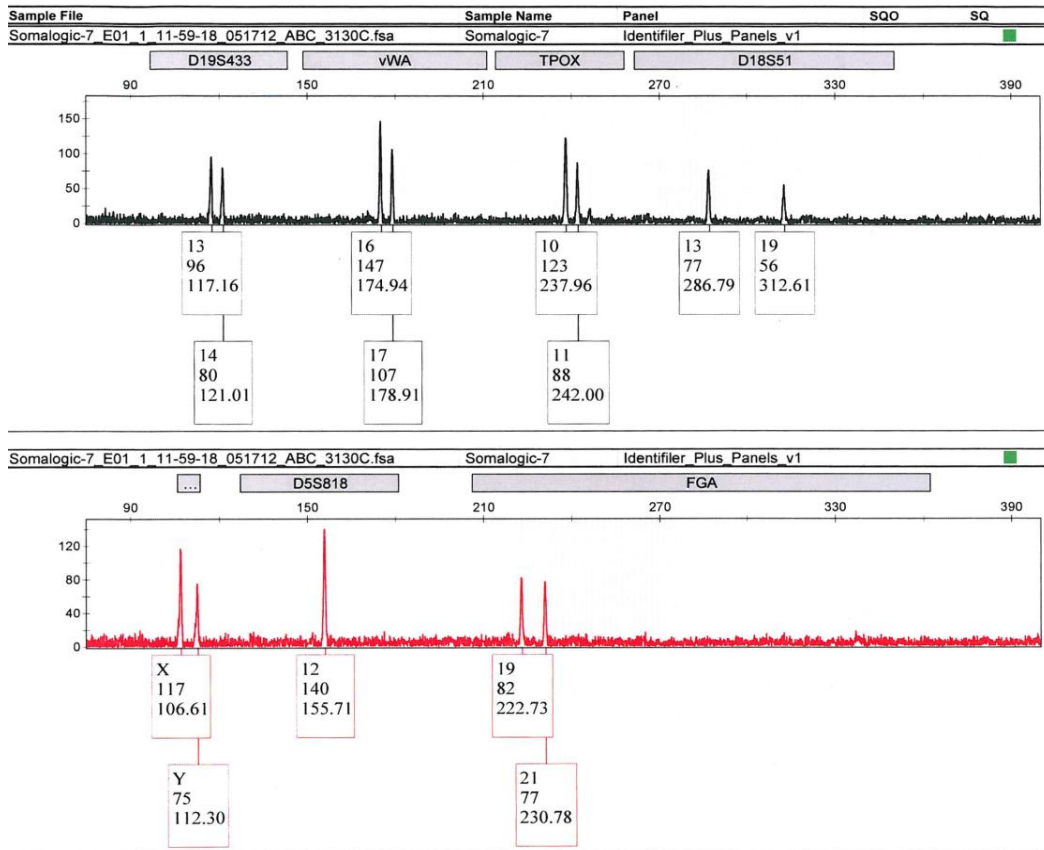 Sample File Sample Name Panel SQO SQ
Somalogic-7_E01_1_11-59-18_051712_ABC_3130C.fsa Somalogic-7 Identifiler_Plus_Panels_v1
D19S433 vWA TPOX D18S51
90 150 210 270 330 390
150
100
50
0
13 16 10 13 19
96 147 123 77 56
117.16 174.94 237.96 286.79 312.61
14 17 11
80 107 88
121.01 178.91 242.00
Somalogic-7_E01_1_11-59-18_051712_ABC_3130C.fsa Somalogic-7 Identifiler_Plus_Panels_v1
... D5S818 FGA
90 150 210 270 330 390
120
80
40
0
X 12 19
117 140 82
106.61 155.71 222.73
Y 21
75 77
112.30 230.78